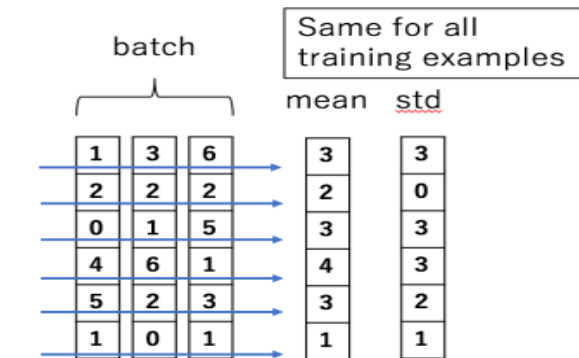 Same for all
training examples
batch
mean std
1 3 6 3 3
2 2 2 2 0
0 1 5 3 3
4 6 1 4 3
5 2 3 3 2
1 0 1 1 1